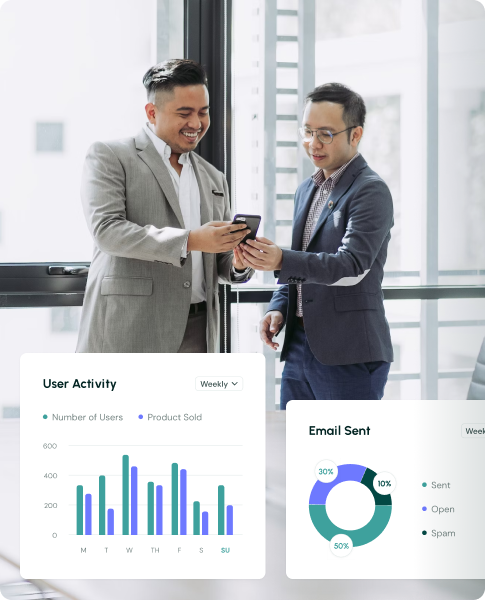 User Activity
Weekly
Number of Users
Product Sold
600
400
200
0
M
T
W
TH
F
S
SU
Email Sent
Week
30%
10%
50%
Sent
Open
Spam